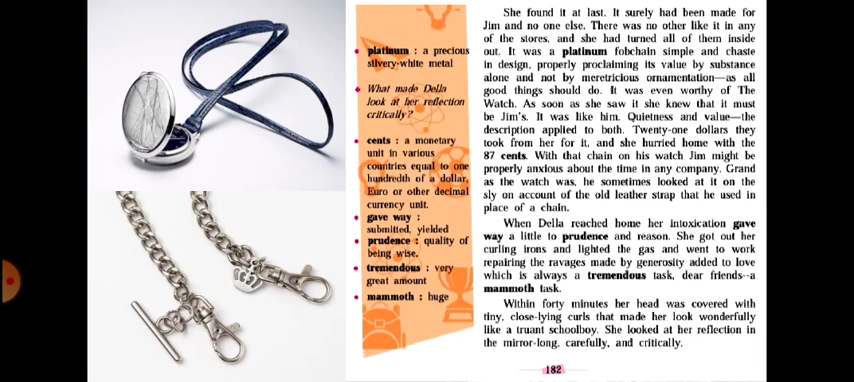 platinum : a precious
silvery-white metal
What made Della
look at her reflection
critically?
cents : a monetary
unit in various
countries equal to one
hundredth of a dollar,
Euro or other decimal
currency unit.
gave way :
submitted, yielded
prudence : quality of
being wise.
tremendous : very
great amount
mammoth : huge
She found it at last. It surely had been made for
Jim and no one else. There was no other like it in any
of the stores, and she had turned all of them inside
out. It was a platinum fobchain simple and chaste
in design, properly proclaiming its value by substance
alone and not by meretricious ornamentation—as all
good things should do. It was even worthy of The
Watch. As soon as she saw it she knew that it must
be Jim's. It was like him. Quietness and value—the
description applied to both. Twenty-one dollars they
took from her for it, and she hurried home with the
87 cents. With that chain on his watch Jim might be
properly anxious about the time in any company. Grand
as the watch was, he sometimes looked at it on the
sly on account of the old leather strap that he used in
place of a chain.
When Della reached home her intoxication gave
way a little to prudence and reason. She got out her
curling irons and lighted the gas and went to work
repairing the ravages made by generosity added to love
which is always a tremendous task, dear friends--a
mammoth task.
Within forty minutes her head was covered with
tiny, close-lying curls that made her look wonderfully
like a truant schoolboy. She looked at her reflection in
the mirror-long, carefully, and critically.
182